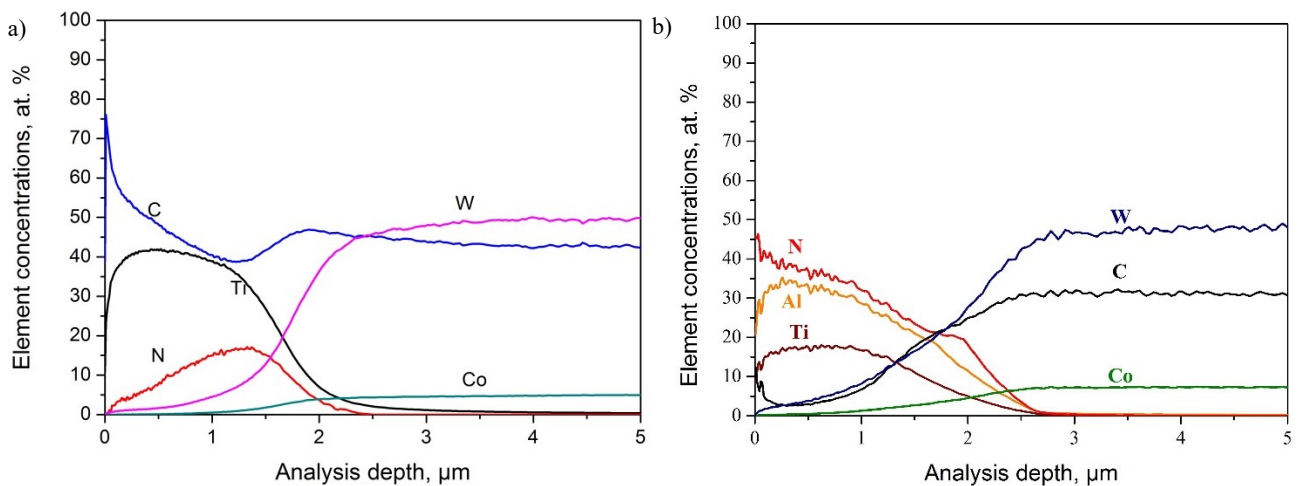 a)
Element concentrations, at. %
100
90
80
70
60
50
40
30
20
10
0
C
Ti
N
W
Co
0 1 2 3 4 5
Analysis depth, µm
b)
Element concentrations, at. %
100
90
80
70
60
50
40
30
20
10
0
N
Al
Ti
W
C
Co
0 1 2 3 4 5
Analysis depth, µm